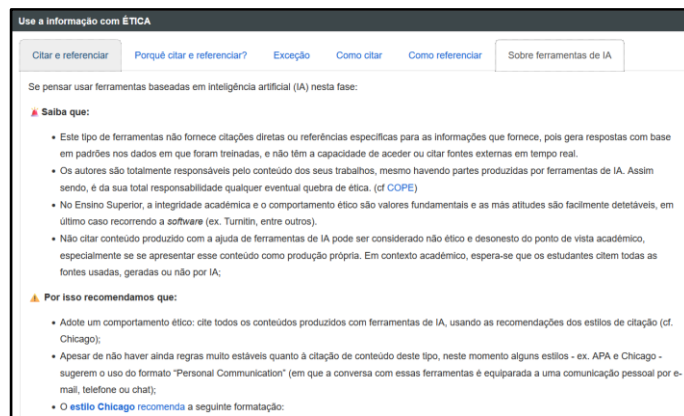 Use a informação com ÉTICA
Citar e referenciar
Porquê citar e referenciar?
Exceção
Como citar
Como referenciar
Sobre ferramentas de IA
Se pensar usar ferramentas baseadas em inteligência artificial (IA) nesta fase:
Saiba que:
• Este tipo de ferramentas não fornece citações diretas ou referências específicas para as informações que fornece, pois gera respostas com base
em padrões nos dados em que foram treinadas, e não têm a capacidade de aceder ou citar fontes externas em tempo real.
• Os autores são totalmente responsáveis pelo conteúdo dos seus trabalhos, mesmo havendo partes produzidas por ferramentas de IA. Assim
sendo, é da sua total responsabilidade qualquer eventual quebra de ética. (cf COPE)
• No Ensino Superior, a integridade académica e o comportamento ético são valores fundamentais e as más atitudes são facilmente detetáveis, em
último caso recorrendo a software (ex. Turnitin, entre outros).
• Não citar conteúdo produzido com a ajuda de ferramentas de IA pode ser considerado não ético e desonesto do ponto de vista académico,
especialmente se se apresentar esse conteúdo como produção própria. Em contexto académico, espera-se que os estudantes citem todas as
fontes usadas, geradas ou não por IA;
Por isso recomendamos que:
• Adote um comportamento ético: cite todos os conteúdos produzidos com ferramentas de IA, usando as recomendações dos estilos de citação (cf.
Chicago);
• Apesar de não haver ainda regras muito estáveis quanto à citação de conteúdo deste tipo, neste momento alguns estilos - ex. APA e Chicago -
sugerem o uso do formato “Personal Communication” (em que a conversa com essas ferramentas é equiparada a uma comunicação pessoal por e-
mail, telefone ou chat);
• O estilo Chicago recomenda a seguinte formatação: